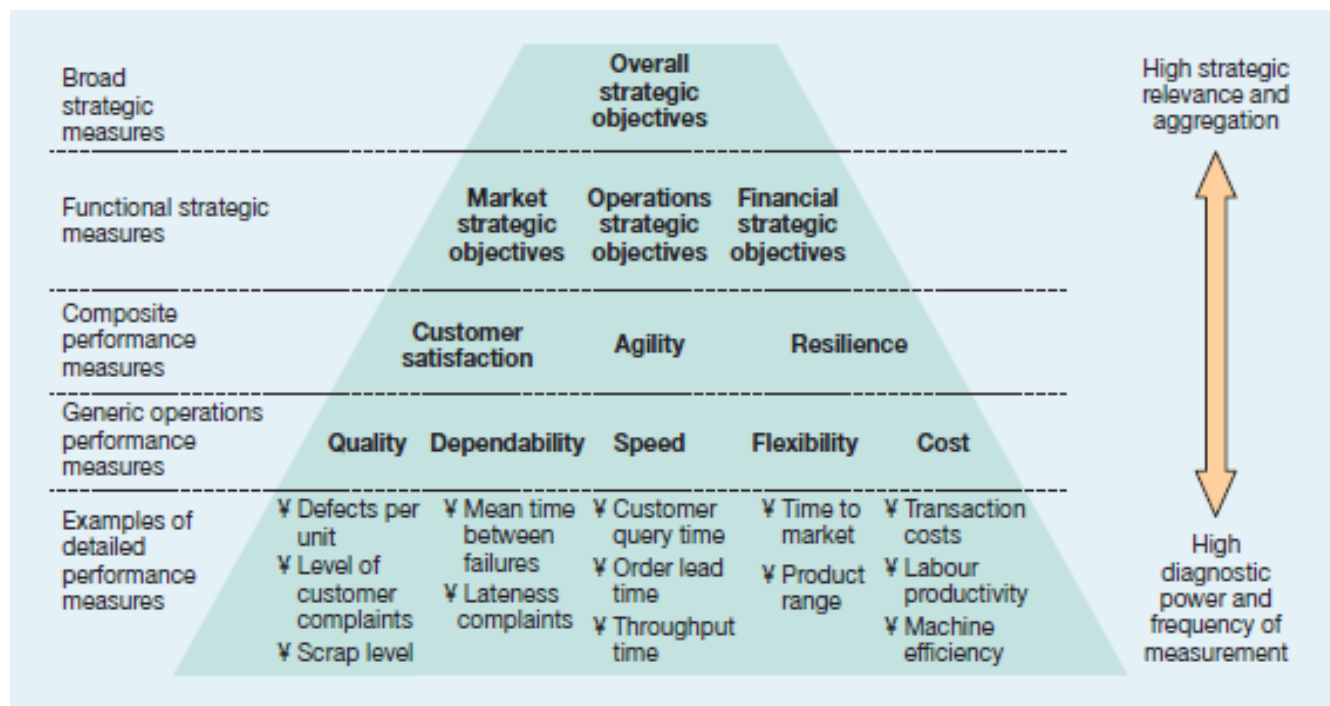 Broad
strategic
measures
Overall
strategic
objectives
High strategic
relevance and
aggregation
Functional strategic
measures
Market
strategic
objectives
Operations
strategic
objectives
Financial
strategic
objectives
Composite
performance
measures
Customer
satisfaction
Agility
Resilience
Generic operations
performance
measures
Quality
Dependability
Speed
Flexibility
Cost
Examples of
detailed
performance
measures
¥ Defects per
unit
¥ Level of
customer
complaints
¥ Scrap level
¥ Mean time
between
failures
¥ Lateness
complaints
¥ Customer
query time
¥ Order lead
time
¥ Throughput
time
¥ Time to
market
¥ Product
range
¥ Transaction
costs
¥ Labour
productivity
¥ Machine
efficiency
High
diagnostic
power and
frequency of
measurement